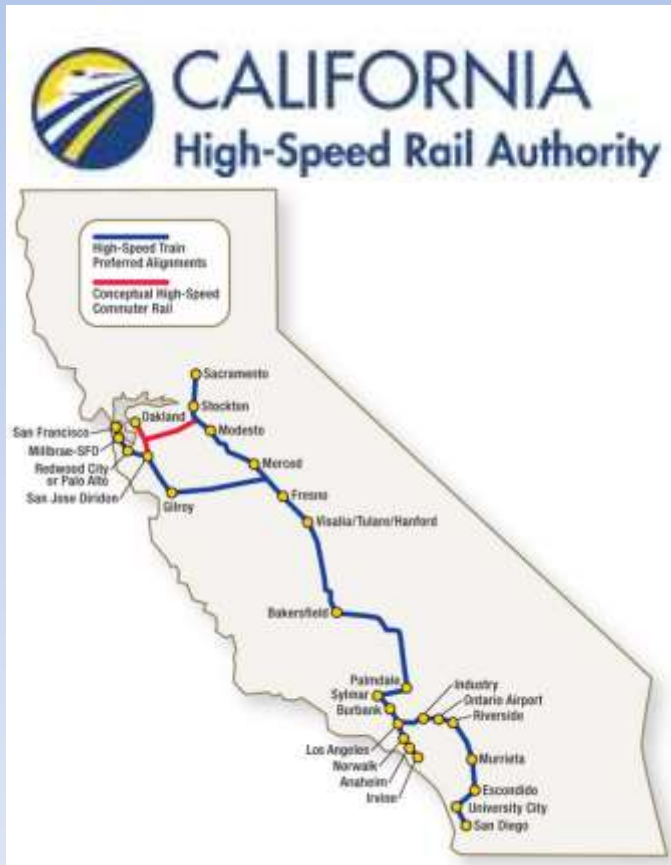 CALIFORNIA
High-Speed Rail Authority
High-Speed Train
Preferred Alignments
Conceptual High-Speed
Commuter Rail
Sacramento
Stockton
Oakland
San Francisco
Modesto
Millbrae-SFO
Merced
Redwood City
or Palo Alto
San Jose Diridon
Fresno
Gilroy
Visalia/Tulare/Hanford
Bakersfield
Palmdale
Industry
Sylmar
Ontario Airport
Burbank
Riverside
Los Angeles
Norwalk
Murrieta
Anaheim
Irvine
Escondido
University City
San Diego